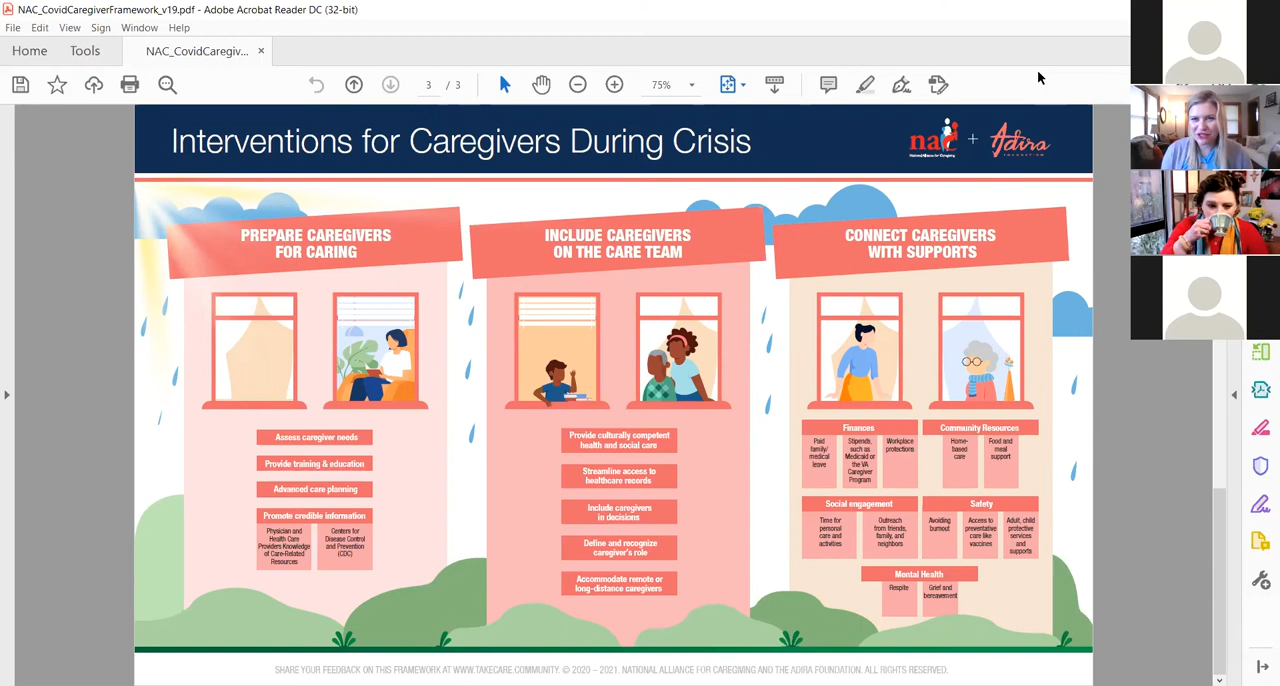 NAC_CovidCaregiverFramework_v19.pdf - Adobe Acrobat Reader DC (32-bit)
File Edit View Sign Window Help
Home Tools NAC_CovidCaregiv... ×
3 / 3 75%
Interventions for Caregivers During Crisis
nac + Adira
National Alliance for Caregiving FOUNDATION
PREPARE CAREGIVERS
FOR CARING
Assess caregiver needs
Provide training & education
Advanced care planning
Promote credible information
Physician and
Health Care
Providers Knowledge
of Care-Related
Resources
Centers for
Disease Control
and Prevention
(CDC)
INCLUDE CAREGIVERS
ON THE CARE TEAM
Provide culturally competent
health and social care
Streamline access to
healthcare records
Include caregivers
in decisions
Define and recognize
caregiver's role
Accommodate remote or
long-distance caregivers
CONNECT CAREGIVERS
WITH SUPPORTS
Finances
Paid
family/
medical
leave
Stipends,
such as
Medicaid or
the VA
Caregiver
Program
Workplace
protections
Community Resources
Home-
based
care
Food and
meal
support
Social engagement
Time for
personal
care and
activities
Outreach
from friends,
family, and
neighbors
Safety
Avoiding
burnout
Access to
preventative
care like
vaccines
Adult, child
protective
services
and
supports
Mental Health
Respite
Grief and
bereavement
SHARE YOUR FEEDBACK ON THIS FRAMEWORK AT WWW.TAKECARE.COMMUNITY. © 2020 – 2021. NATIONAL ALLIANCE FOR CAREGIVING AND THE ADIRA FOUNDATION. ALL RIGHTS RESERVED.